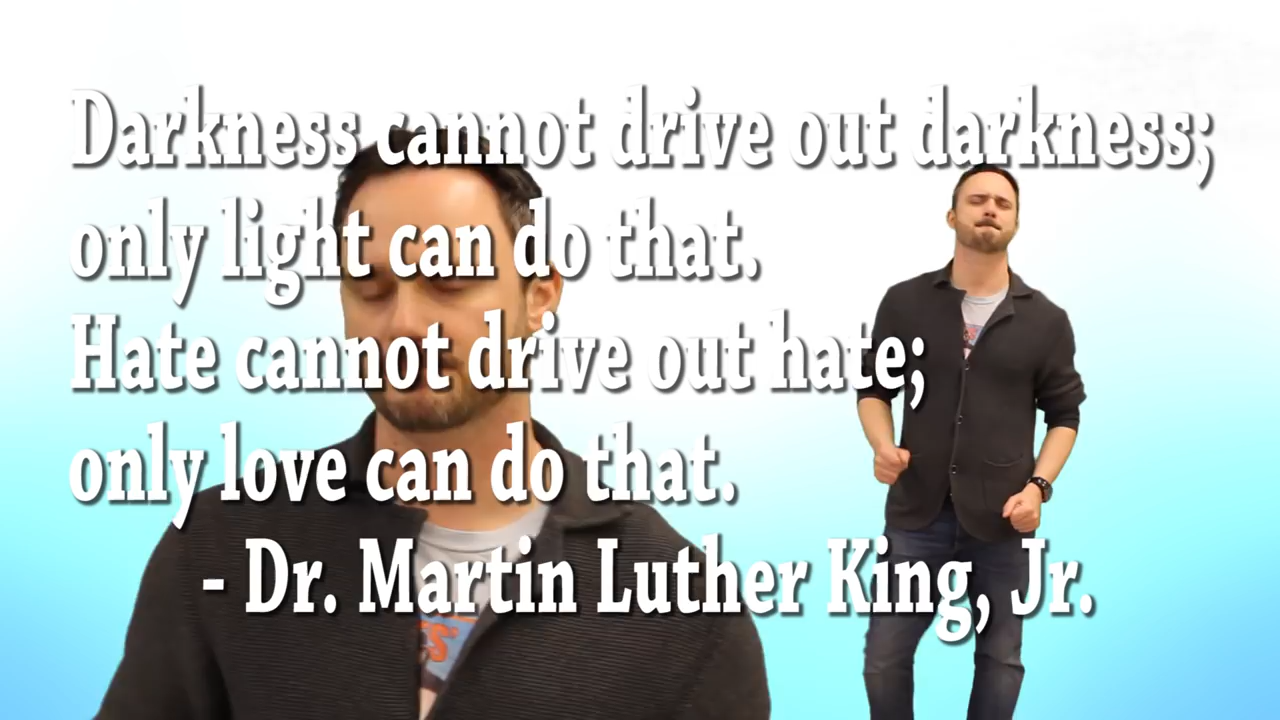 Darkness cannot drive out darkness;
only light can do that.
Hate cannot drive out hate;
only love can do that.
- Dr. Martin Luther King, Jr.